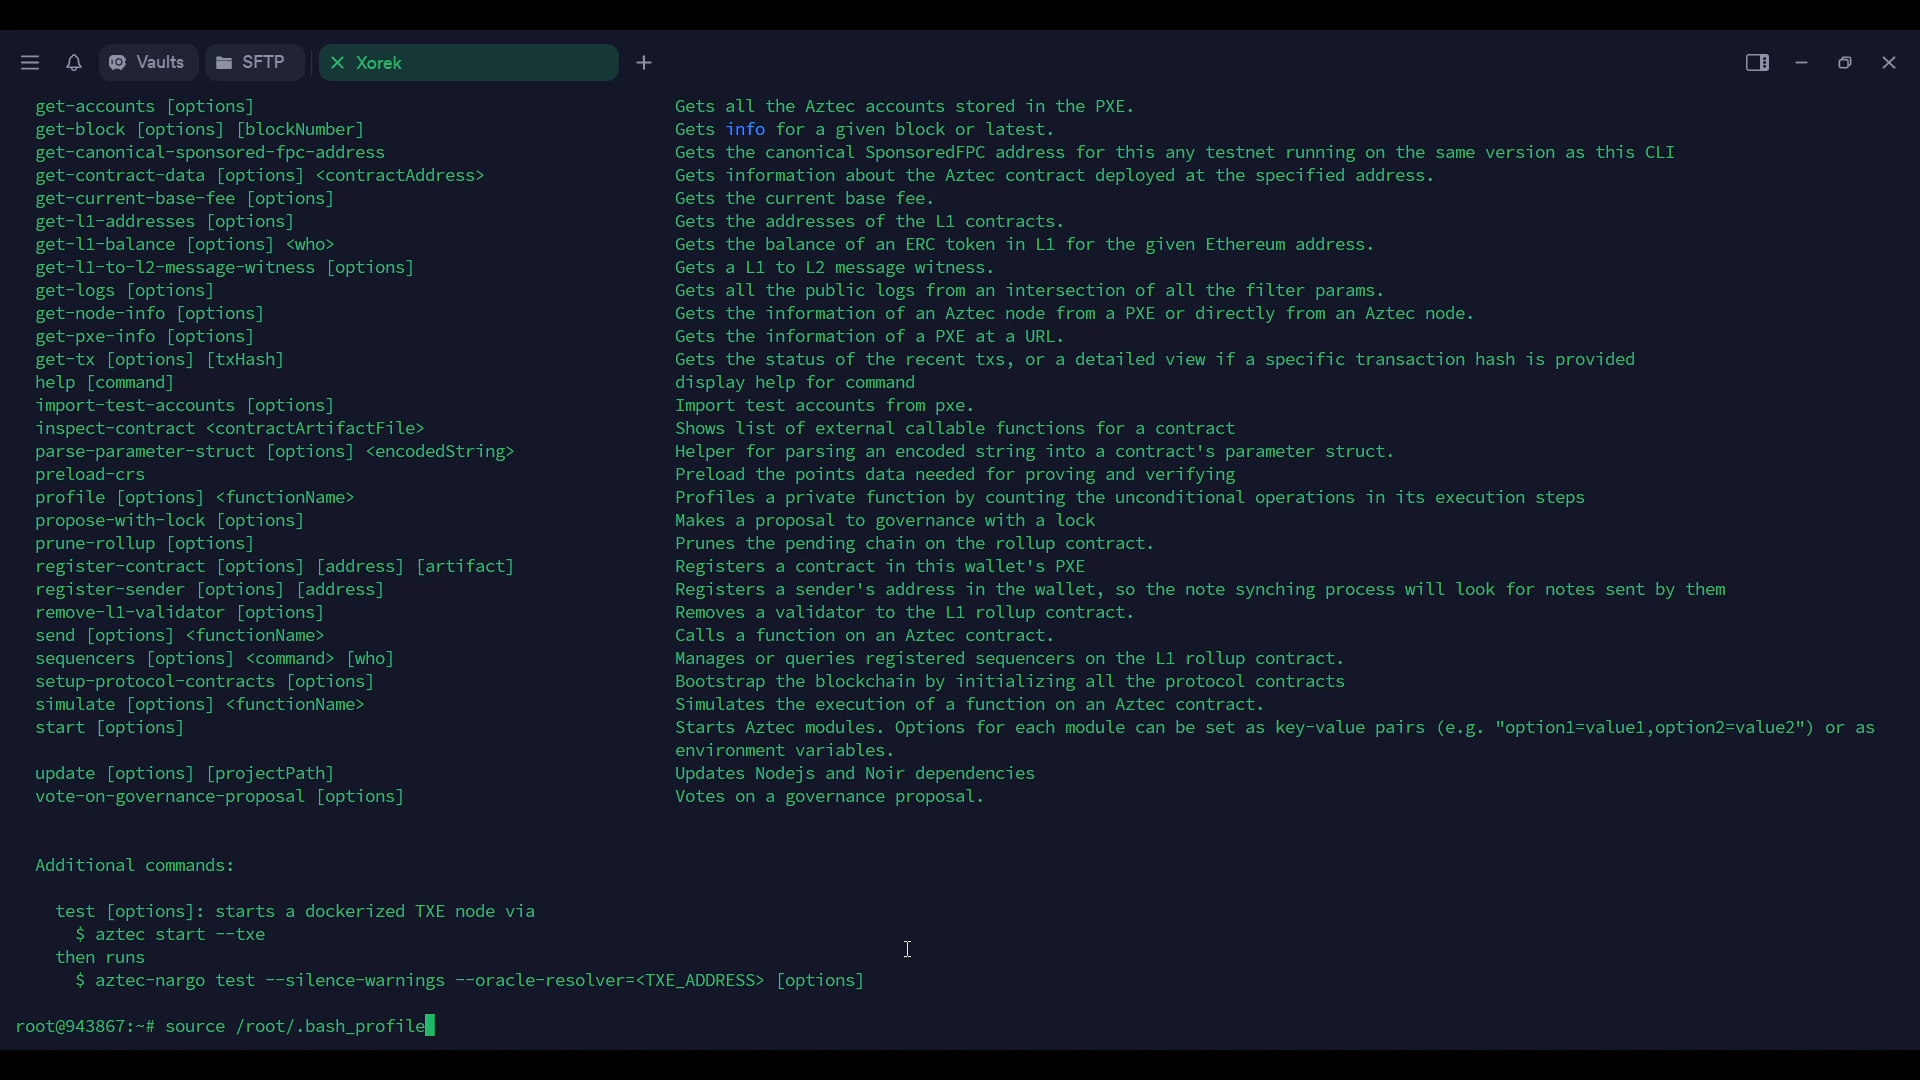 Vaults SFTP Xorek
get-accounts [options] Gets all the Aztec accounts stored in the PXE.
get-block [options] [blockNumber] Gets info for a given block or latest.
get-canonical-sponsored-fpc-address Gets the canonical SponsoredFPC address for this any testnet running on the same version as this CLI
get-contract-data [options] <contractAddress> Gets information about the Aztec contract deployed at the specified address.
get-current-base-fee [options] Gets the current base fee.
get-l1-addresses [options] Gets the addresses of the L1 contracts.
get-l1-balance [options] <who> Gets the balance of an ERC token in L1 for the given Ethereum address.
get-l1-to-l2-message-witness [options] Gets a L1 to L2 message witness.
get-logs [options] Gets all the public logs from an intersection of all the filter params.
get-node-info [options] Gets the information of an Aztec node from a PXE or directly from an Aztec node.
get-pxe-info [options] Gets the information of a PXE at a URL.
get-tx [options] [txHash] Gets the status of the recent txs, or a detailed view if a specific transaction hash is provided
help [command] display help for command
import-test-accounts [options] Import test accounts from pxe.
inspect-contract <contractArtifactFile> Shows list of external callable functions for a contract
parse-parameter-struct [options] <encodedString> Helper for parsing an encoded string into a contract's parameter struct.
preload-crs Preload the points data needed for proving and verifying
profile [options] <functionName> Profiles a private function by counting the unconditional operations in its execution steps
propose-with-lock [options] Makes a proposal to governance with a lock
prune-rollup [options] Prunes the pending chain on the rollup contract.
register-contract [options] [address] [artifact] Registers a contract in this wallet's PXE
register-sender [options] [address] Registers a sender's address in the wallet, so the note synching process will look for notes sent by them
remove-l1-validator [options] Removes a validator to the L1 rollup contract.
send [options] <functionName> Calls a function on an Aztec contract.
sequencers [options] <command> [who] Manages or queries registered sequencers on the L1 rollup contract.
setup-protocol-contracts [options] Bootstrap the blockchain by initializing all the protocol contracts
simulate [options] <functionName> Simulates the execution of a function on an Aztec contract.
start [options] Starts Aztec modules. Options for each module can be set as key-value pairs (e.g. "option1=value1,option2=value2") or as
environment variables.
update [options] [projectPath] Updates Nodejs and Noir dependencies
vote-on-governance-proposal [options] Votes on a governance proposal.
Additional commands:
test [options]: starts a dockerized TXE node via
$ aztec start --txe
then runs
$ aztec-nargo test --silence-warnings --oracle-resolver=<TXE_ADDRESS> [options]
root@943867:~# source /root/.bash_profile